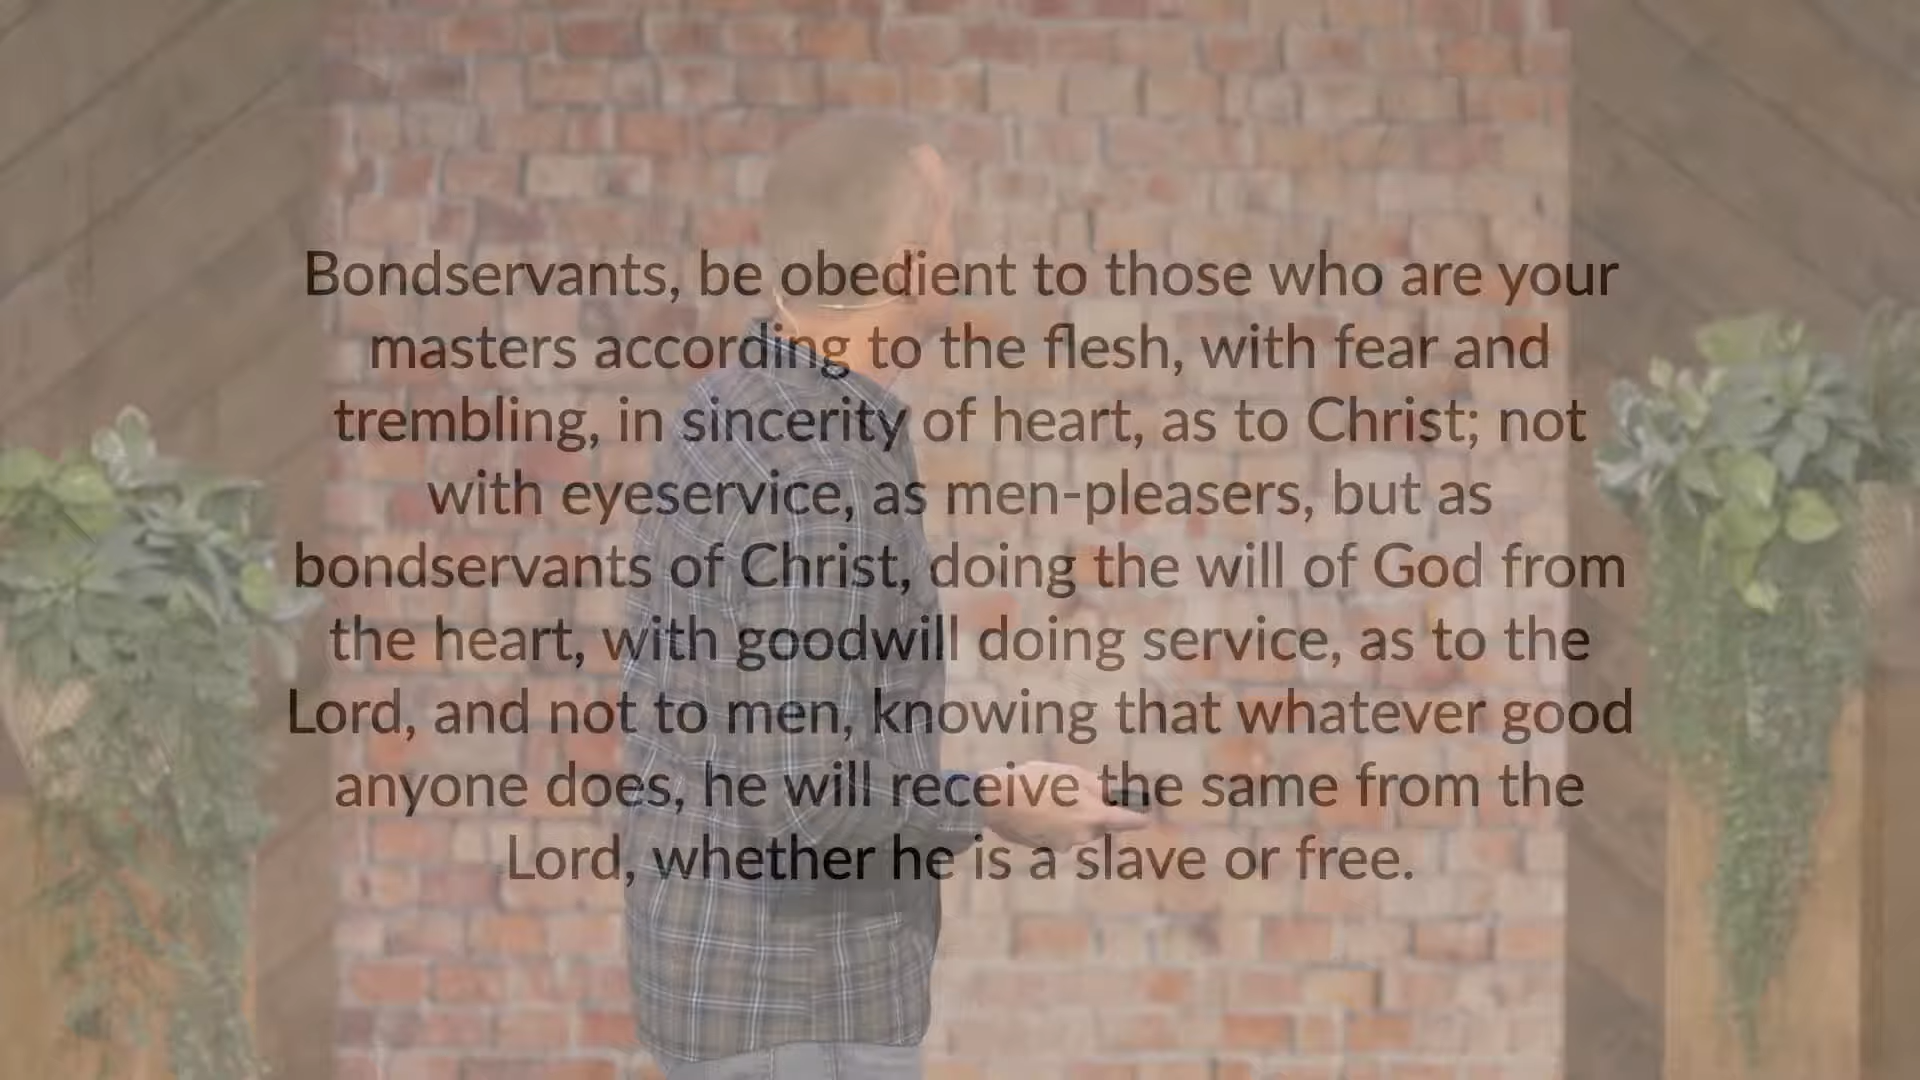 Bondservants, be obedient to those who are your
masters according to the flesh, with fear and
trembling, in sincerity of heart, as to Christ; not
with eyeservice, as men-pleasers, but as
bondservants of Christ, doing the will of God from
the heart, with goodwill doing service, as to the
Lord, and not to men, knowing that whatever good
anyone does, he will receive the same from the
Lord, whether he is a slave or free.